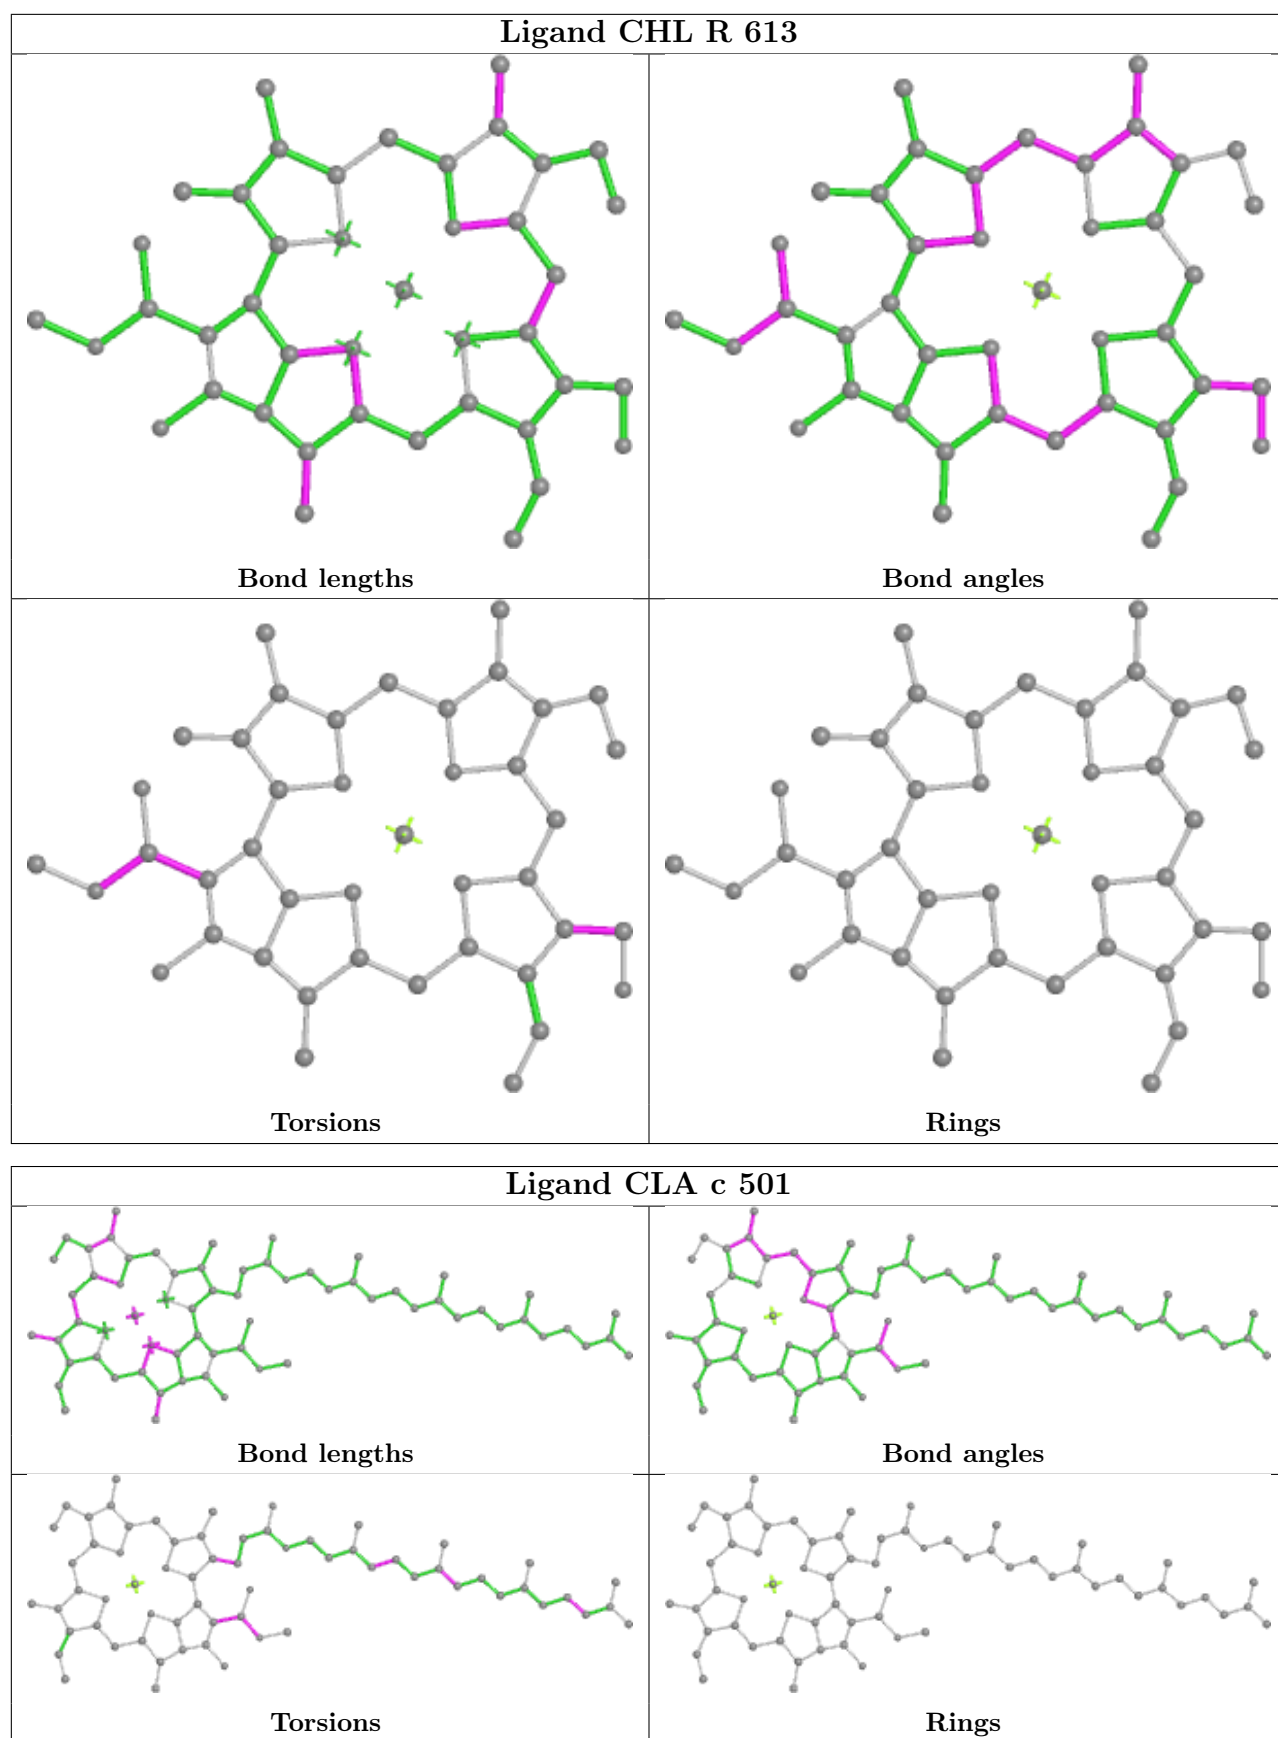 Ligand CHL R 613
Bond lengths
Bond angles
Torsions
Rings
Ligand CLA c 501
Bond lengths
Bond angles
Torsions
Rings